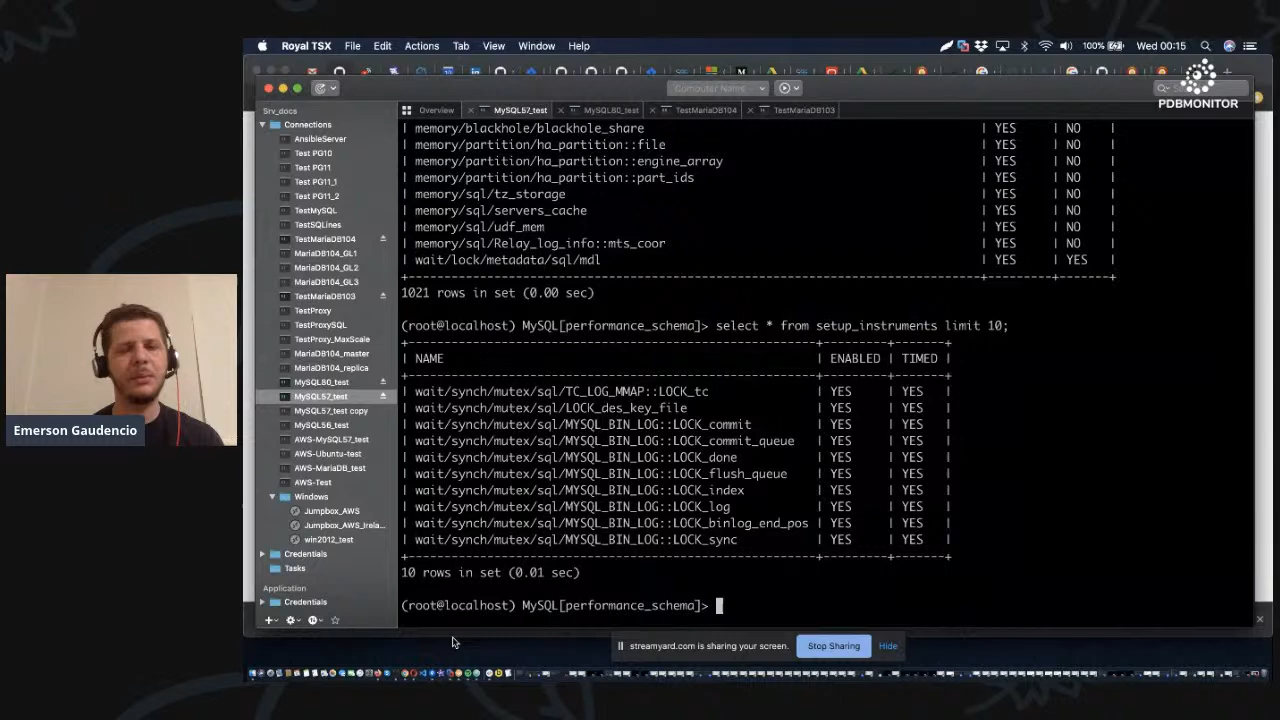 Royal TSX File Edit Actions Tab View Window Help
100% Wed 00:15
Computer Name
PDBMONITOR
Srv_docs
Overview
MySQL57_test
MySQL80_test
TestMariaDB104
TestMariaDB103
Connections
AnsibleServer
Test PG10
Test PG11
Test PG11_1
Test PG11_2
TestMySQL
TestSQLines
TestMariaDB104
MariaDB104_GL1
MariaDB104_GL2
MariaDB104_GL3
TestMariaDB103
TestProxy
TestProxySQL
TestProxy_MaxScale
MariaDB104_master
MariaDB104_replica
MySQL80_test
MySQL57_test
MySQL57_test copy
MySQL56_test
AWS-MySQL57_test
AWS-Ubuntu-test
AWS-MariaDB_test
AWS-Test
Windows
Jumpbox_AWS
Jumpbox_AWS_Irela...
win2012_test
Credentials
Tasks
Application
Credentials
| memory/blackhole/blackhole_share | YES | NO |
| memory/partition/ha_partition::file | YES | NO |
| memory/partition/ha_partition::engine_array | YES | NO |
| memory/partition/ha_partition::part_ids | YES | NO |
| memory/sql/tz_storage | YES | NO |
| memory/sql/servers_cache | YES | NO |
| memory/sql/udf_mem | YES | NO |
| memory/sql/Relay_log_info::mts_coor | YES | NO |
| wait/lock/metadata/sql/mdl | YES | YES |
1021 rows in set (0.00 sec)
(root@localhost) MySQL[performance_schema]> select * from setup_instruments limit 10;
| NAME | ENABLED | TIMED |
| wait/synch/mutex/sql/TC_LOG_MMAP::LOCK_tc | YES | YES |
| wait/synch/mutex/sql/LOCK_des_key_file | YES | YES |
| wait/synch/mutex/sql/MYSQL_BIN_LOG::LOCK_commit | YES | YES |
| wait/synch/mutex/sql/MYSQL_BIN_LOG::LOCK_commit_queue | YES | YES |
| wait/synch/mutex/sql/MYSQL_BIN_LOG::LOCK_done | YES | YES |
| wait/synch/mutex/sql/MYSQL_BIN_LOG::LOCK_flush_queue | YES | YES |
| wait/synch/mutex/sql/MYSQL_BIN_LOG::LOCK_index | YES | YES |
| wait/synch/mutex/sql/MYSQL_BIN_LOG::LOCK_log | YES | YES |
| wait/synch/mutex/sql/MYSQL_BIN_LOG::LOCK_binlog_end_pos | YES | YES |
| wait/synch/mutex/sql/MYSQL_BIN_LOG::LOCK_sync | YES | YES |
10 rows in set (0.01 sec)
(root@localhost) MySQL[performance_schema]>
Emerson Gaudencio
streamyard.com is sharing your screen.
Stop Sharing
Hide